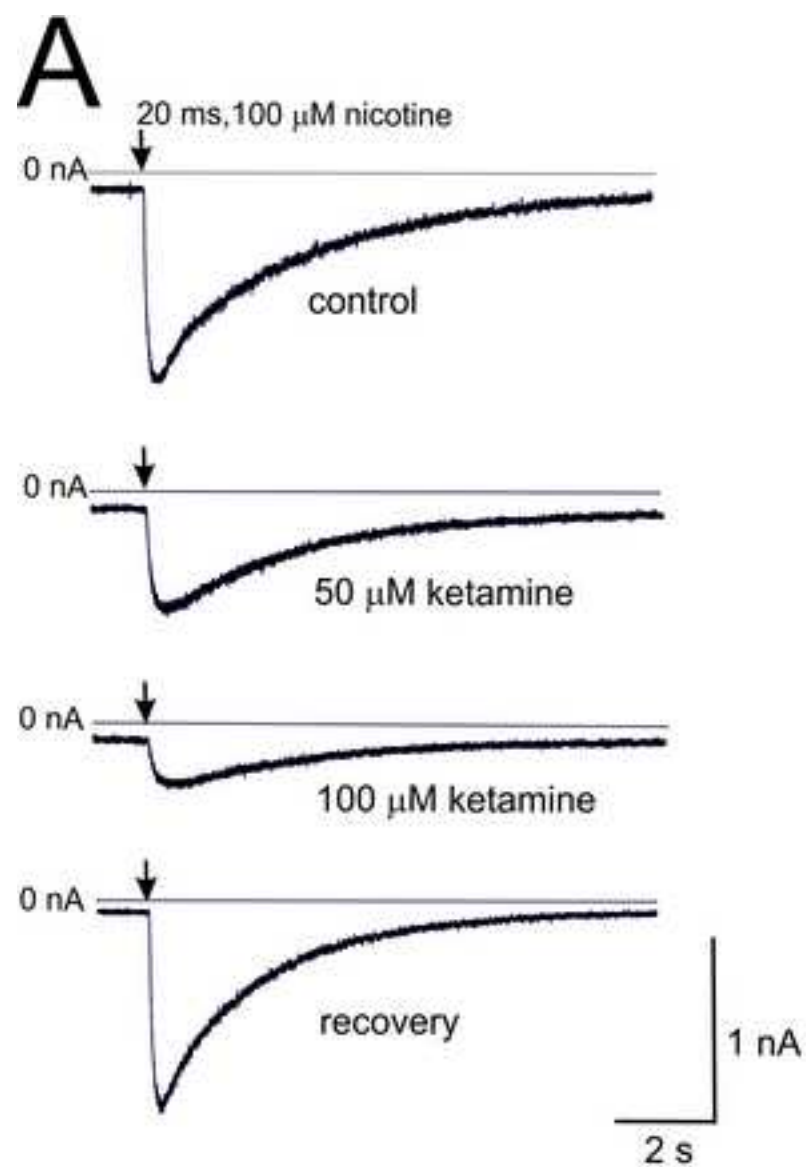 A
20 ms,100 μM nicotine
0 nA
control
0 nA
50 μM ketamine
0 nA
100 μM ketamine
0 nA
recovery
1 nA
2 s